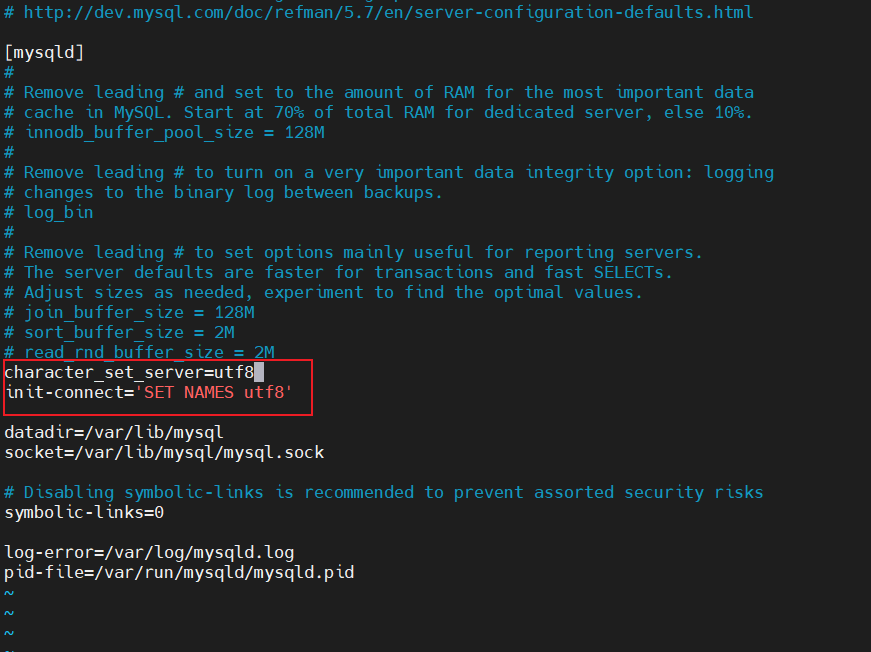 # http://dev.mysql.com/doc/refman/5.7/en/server-configuration-defaults.html
[mysqld]
#
# Remove leading # and set to the amount of RAM for the most important data
# cache in MySQL. Start at 70% of total RAM for dedicated server, else 10%.
# innodb_buffer_pool_size = 128M
#
# Remove leading # to turn on a very important data integrity option: logging
# changes to the binary log between backups.
# log_bin
#
# Remove leading # to set options mainly useful for reporting servers.
# The server defaults are faster for transactions and fast SELECTs.
# Adjust sizes as needed, experiment to find the optimal values.
# join_buffer_size = 128M
# sort_buffer_size = 2M
# read_rnd_buffer_size = 2M
character_set_server=utf8
init-connect='SET NAMES utf8'
datadir=/var/lib/mysql
socket=/var/lib/mysql/mysql.sock
# Disabling symbolic-links is recommended to prevent assorted security risks
symbolic-links=0
log-error=/var/log/mysqld.log
pid-file=/var/run/mysqld/mysqld.pid
~
~
~